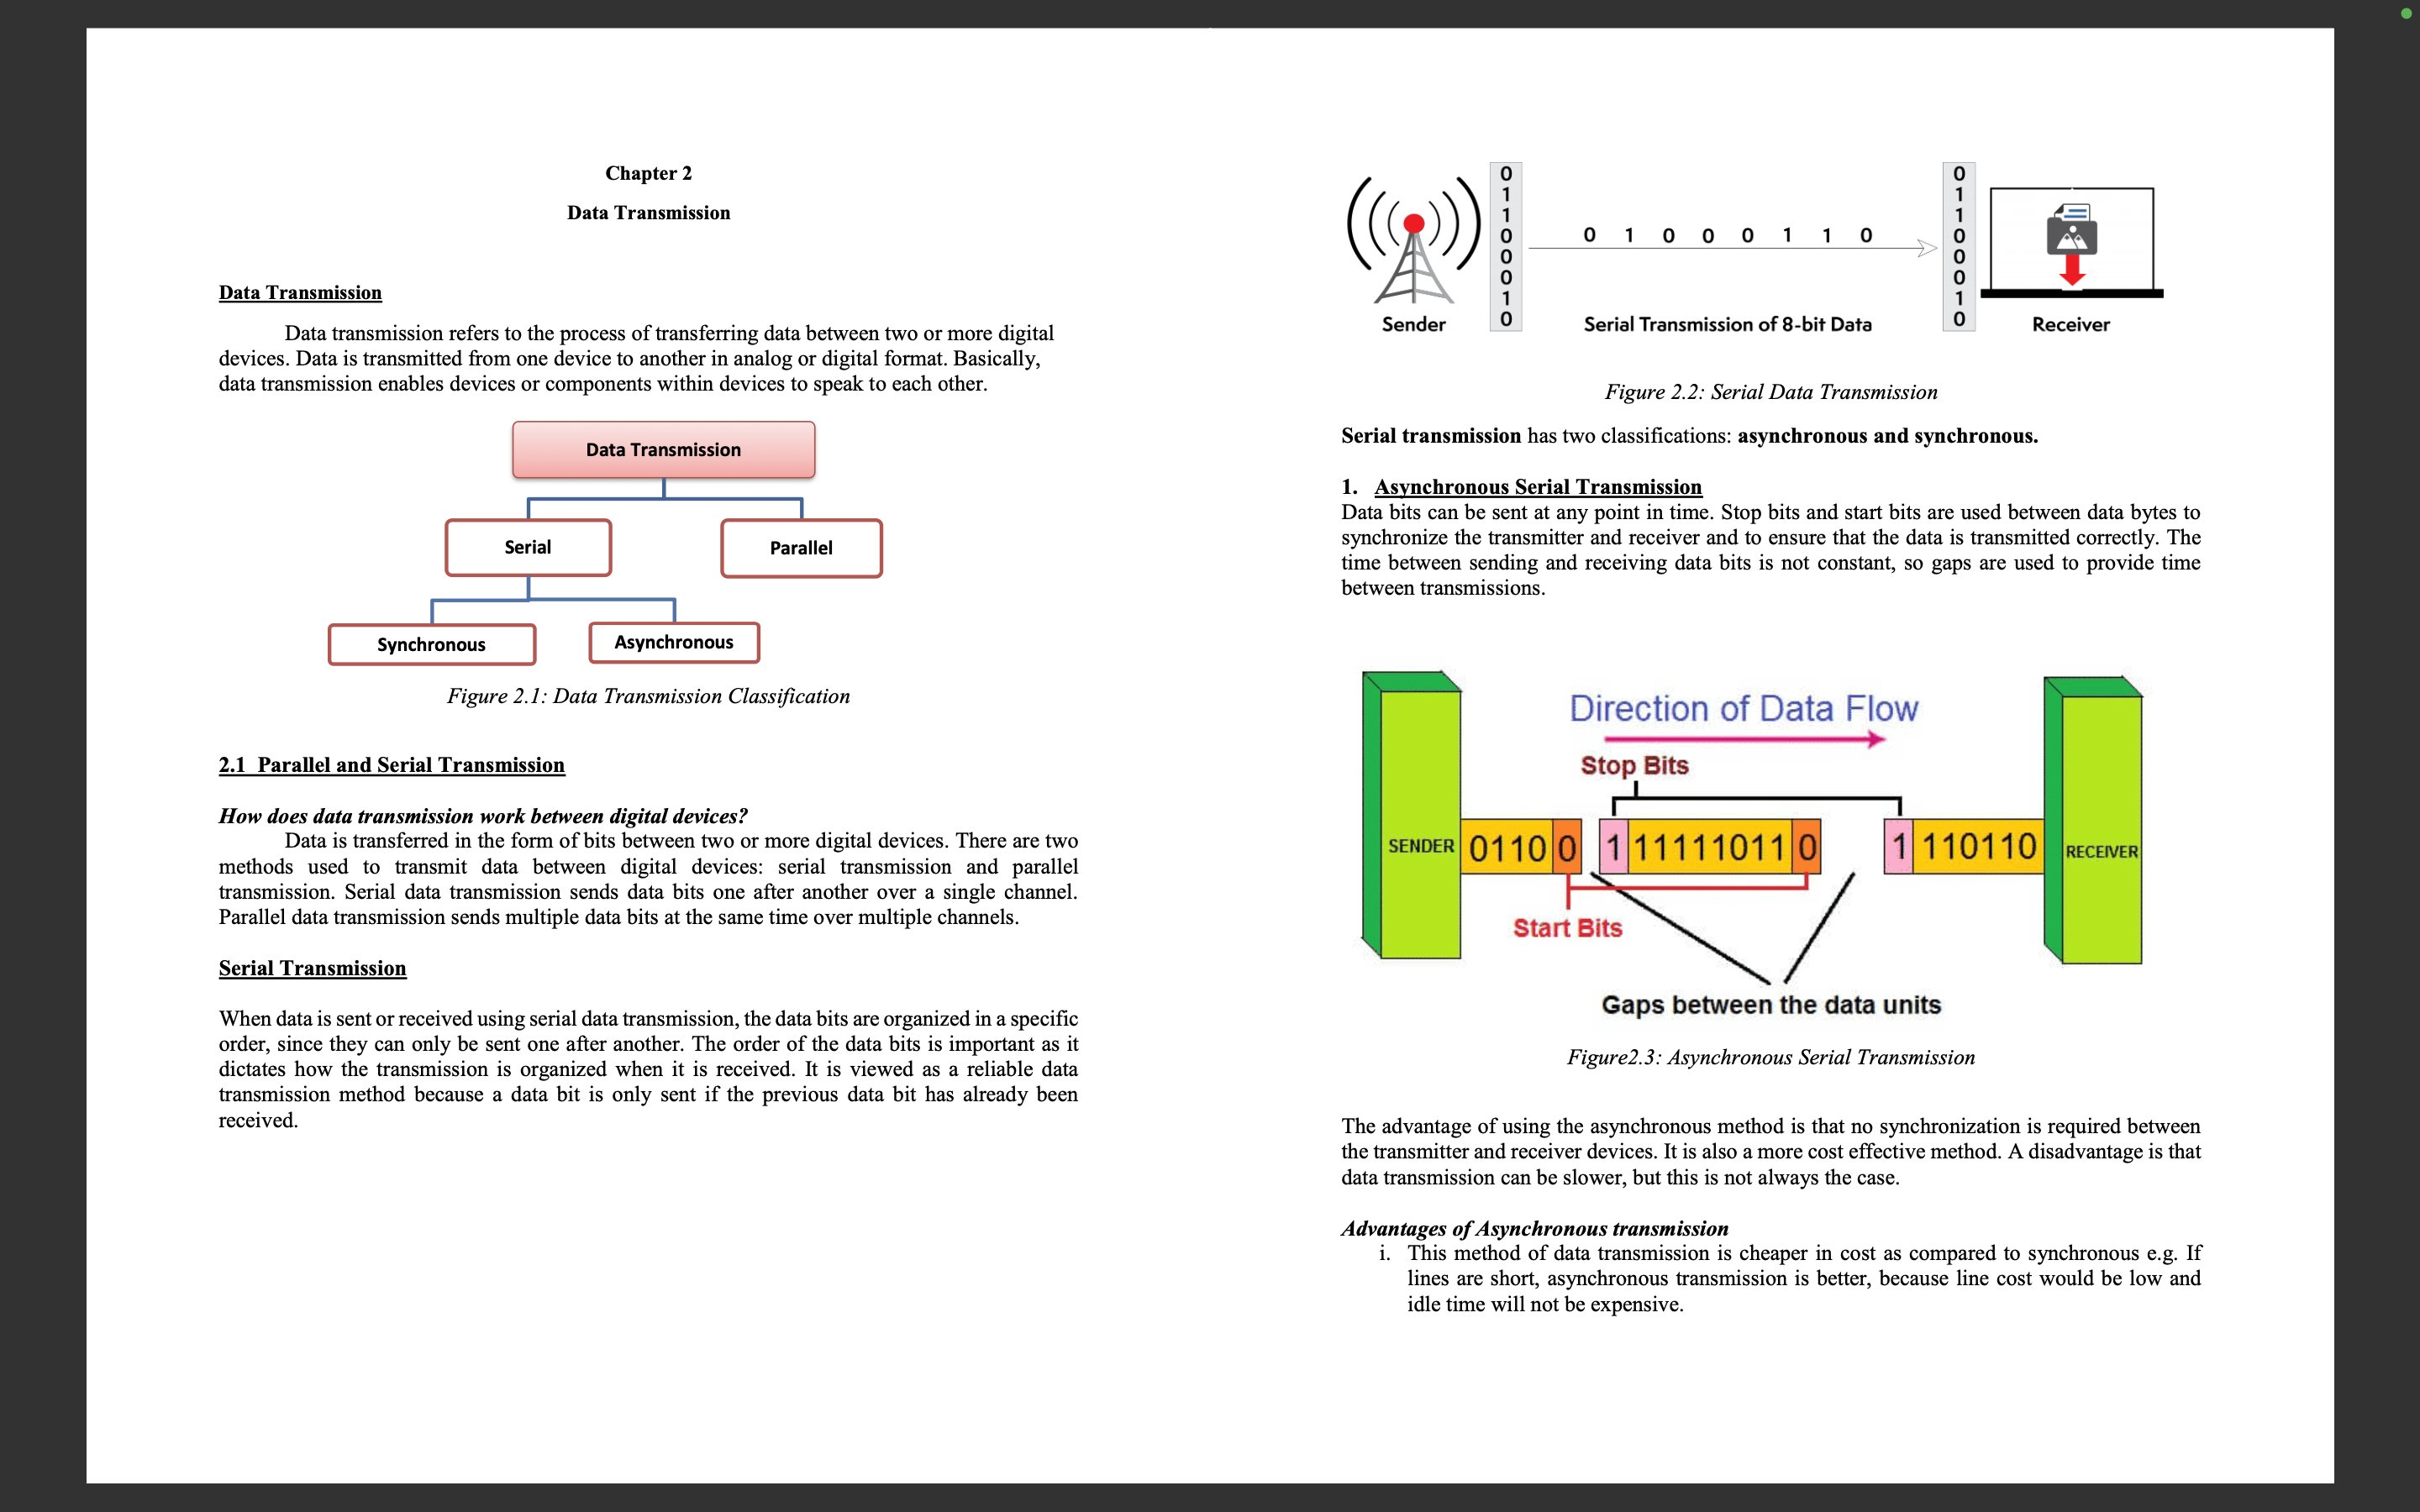 Chapter 2
Data Transmission
Data Transmission
Data transmission refers to the process of transferring data between two or more digital
devices. Data is transmitted from one device to another in analog or digital format. Basically,
data transmission enables devices or components within devices to speak to each other.
Data Transmission
Serial
Parallel
Synchronous
Asynchronous
Figure 2.1: Data Transmission Classification
2.1 Parallel and Serial Transmission
How does data transmission work between digital devices?
Data is transferred in the form of bits between two or more digital devices. There are two
methods used to transmit data between digital devices: serial transmission and parallel
transmission. Serial data transmission sends data bits one after another over a single channel.
Parallel data transmission sends multiple data bits at the same time over multiple channels.
Serial Transmission
When data is sent or received using serial data transmission, the data bits are organized in a specific
order, since they can only be sent one after another. The order of the data bits is important as it
dictates how the transmission is organized when it is received. It is viewed as a reliable data
transmission method because a data bit is only sent if the previous data bit has already been
received.
0
1
1
0
0
0
1
0
0 1 0 0 0 1 1 0
0
1
1
0
0
0
1
0
Sender
Serial Transmission of 8-bit Data
Receiver
Figure 2.2: Serial Data Transmission
Serial transmission has two classifications: asynchronous and synchronous.
1. Asynchronous Serial Transmission
Data bits can be sent at any point in time. Stop bits and start bits are used between data bytes to
synchronize the transmitter and receiver and to ensure that the data is transmitted correctly. The
time between sending and receiving data bits is not constant, so gaps are used to provide time
between transmissions.
Direction of Data Flow
Stop Bits
SENDER 0110 0 1 11111011 0 1 110110 RECEIVER
Start Bits
Gaps between the data units
Figure2.3: Asynchronous Serial Transmission
The advantage of using the asynchronous method is that no synchronization is required between
the transmitter and receiver devices. It is also a more cost effective method. A disadvantage is that
data transmission can be slower, but this is not always the case.
Advantages of Asynchronous transmission
i. This method of data transmission is cheaper in cost as compared to synchronous e.g. If
lines are short, asynchronous transmission is better, because line cost would be low and
idle time will not be expensive.